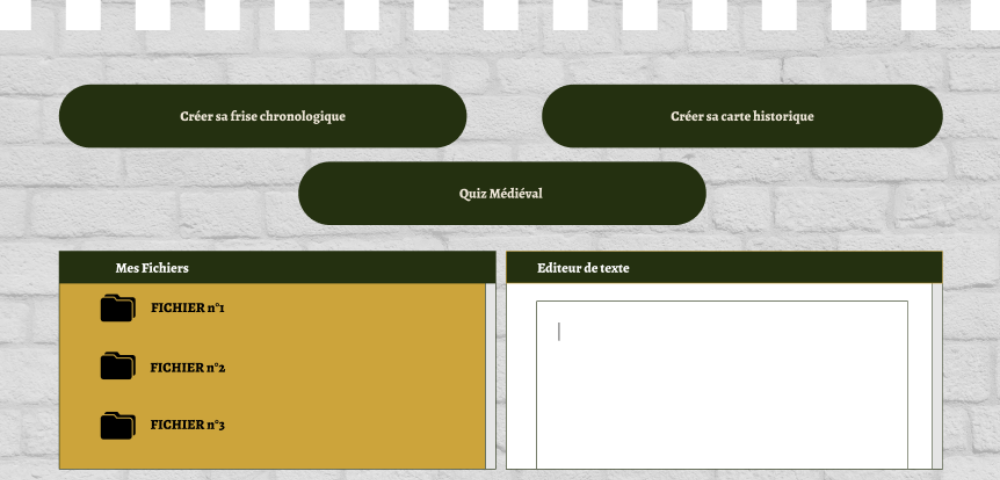 Créer sa frise chronologique
Créer sa carte historique
Quiz Médiéval
Mes Fichiers
Editeur de texte
FICHIER n°1
FICHIER n°2
FICHIER n°3